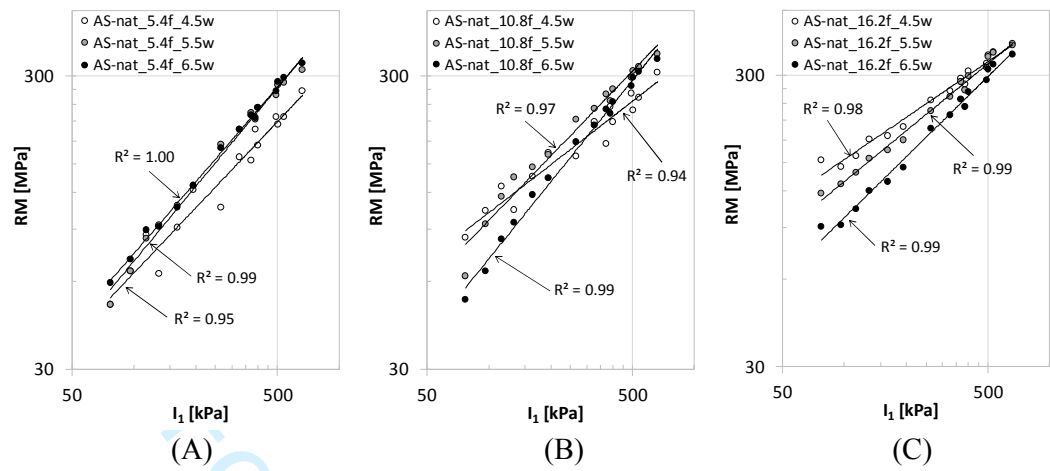 AS-nat_5.4f_4.5w
AS-nat_5.4f_5.5w
AS-nat_5.4f_6.5w
300
R² = 1.00
R² = 0.99
R² = 0.95
RM [MPa]
30
50
500
I₁ [kPa]
(A)
AS-nat_10.8f_4.5w
AS-nat_10.8f_5.5w
AS-nat_10.8f_6.5w
300
R² = 0.97
R² = 0.94
R² = 0.99
RM [MPa]
30
50
500
I₁ [kPa]
(B)
AS-nat_16.2f_4.5w
AS-nat_16.2f_5.5w
AS-nat_16.2f_6.5w
300
R² = 0.98
R² = 0.99
R² = 0.99
RM [MPa]
30
50
500
I₁ [kPa]
(C)